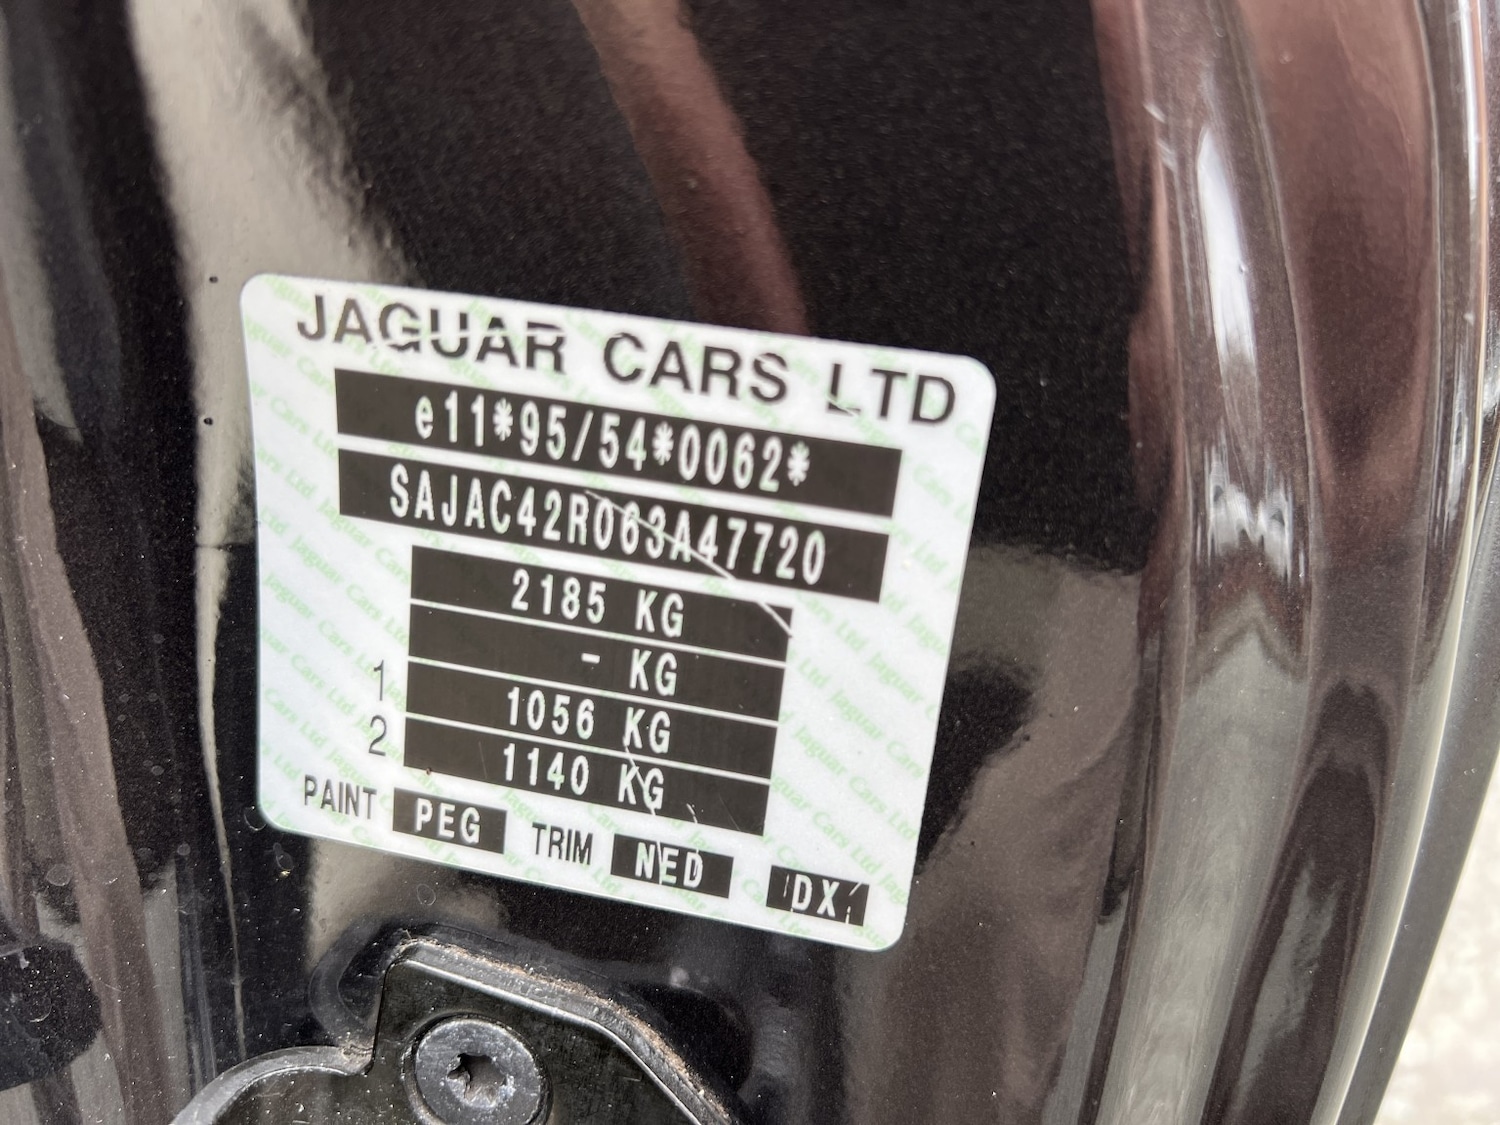 JAGUAR CARS LTD
e11*95/54*0062*
SAJAC42R063A47720
2185 KG
- KG
1 1056 KG
2 1140 KG
PAINT PEG TRIM NED DX